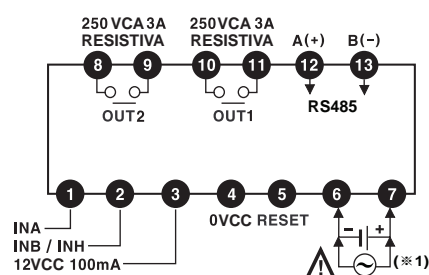 250 VCA 3A 250 VCA 3A
RESISTIVA RESISTIVA A(+) B(−)
8 9 10 11 12 13
OUT2 OUT1 RS485
1 2 3 4 5 6 7
INA 0VCC RESET − +
INB / INH
12VCC 100mA (※1)